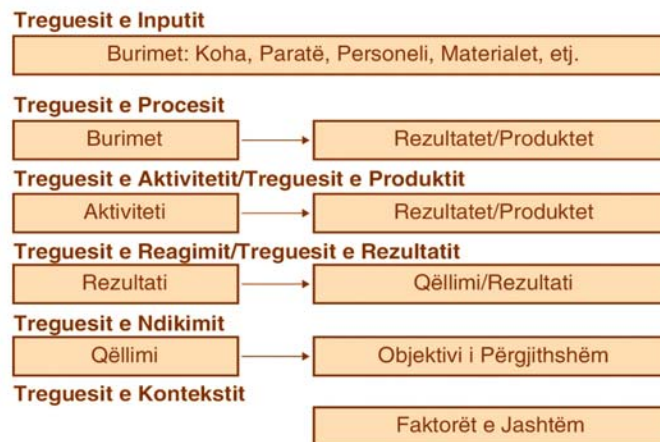 Treguesit e Inputit
Burimet: Koha, Paratë, Personeli, Materialet, etj.
Treguesit e Procesit
Burimet
Rezultatet/Produktet
Treguesit e Aktivitetit/Treguesit e Produktit
Aktiviteti
Rezultatet/Produktet
Treguesit e Reagimit/Treguesit e Rezultatit
Rezultati
Qëllimi/Rezultati
Treguesit e Ndikimit
Qëllimi
Objektivi i Përgjithshëm
Treguesit e Kontekstit
Faktorët e Jashtëm